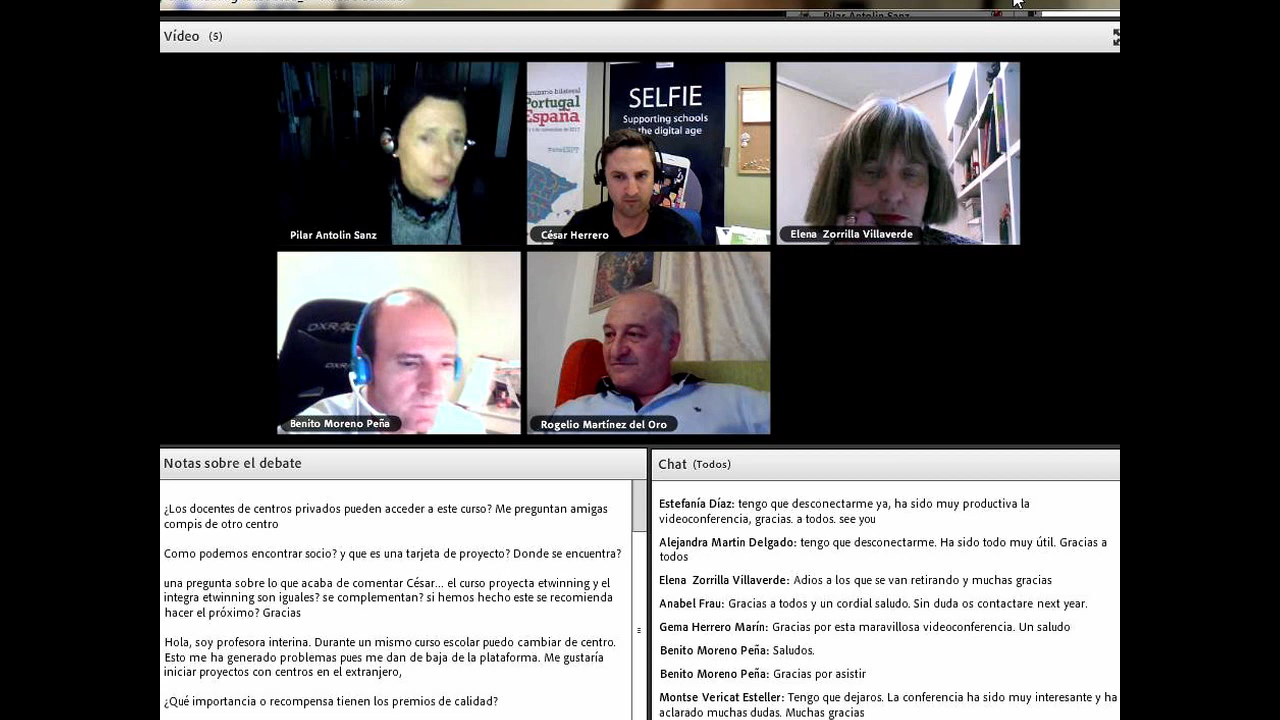 Pilar Antolin Sanz
Vídeo (5)
Portugal
España
SELFIE
Supporting schools
the digital age
Pilar Antolin Sanz
César Herrero
Elena Zorrilla Villaverde
DXRAC
Benito Moreno Peña
Rogelio Martínez del Oro
Notas sobre el debate
¿Los docentes de centros privados pueden acceder a este curso? Me preguntan amigas
compis de otro centro
Como podemos encontrar socio? y que es una tarjeta de proyecto? Donde se encuentra?
una pregunta sobre lo que acaba de comentar César... el curso proyecta etwinning y el
integra etwinning son iguales? se complementan? si hemos hecho este se recomienda
hacer el próximo? Gracias
Hola, soy profesora interina. Durante un mismo curso escolar puedo cambiar de centro.
Esto me ha generado problemas pues me dan de baja de la plataforma. Me gustaría
iniciar proyectos con centros en el extranjero,
¿Qué importancia o recompensa tienen los premios de calidad?
Chat (Todos)
Estefanía Díaz: tengo que desconectarme ya, ha sido muy productiva la
videoconferencia, gracias. a todos. see you
Alejandra Martin Delgado: tengo que desconectarme. Ha sido todo muy útil. Gracias a
todos
Elena Zorrilla Villaverde: Adios a los que se van retirando y muchas gracias
Anabel Frau: Gracias a todos y un cordial saludo. Sin duda os contactare next year.
Gema Herrero Marín: Gracias por esta maravillosa videoconferencia. Un saludo
Benito Moreno Peña: Saludos.
Benito Moreno Peña: Gracias por asistir
Montse Vericat Esteller: Tengo que dejaros. La conferencia ha sido muy interesante y ha
aclarado muchas dudas. Muchas gracias